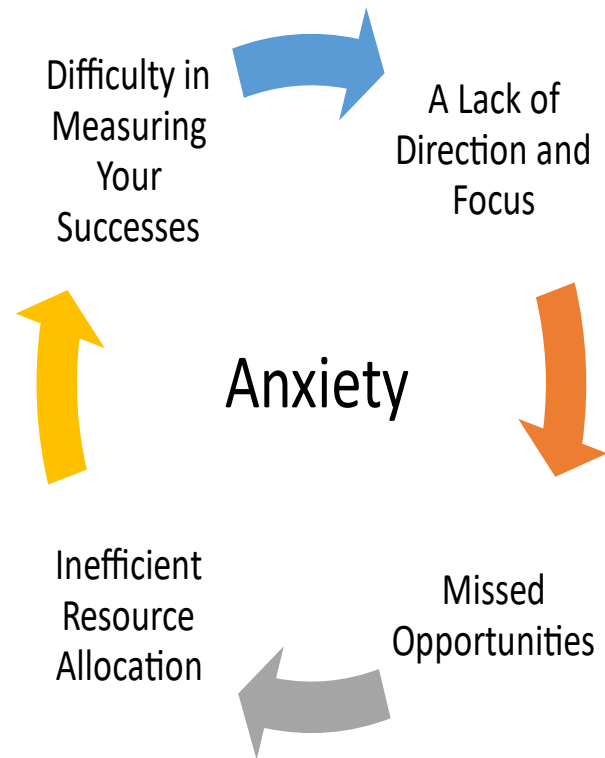 Difficulty in
Measuring
Your
Successes
A Lack of
Direction and
Focus
Anxiety
Inefficient
Resource
Allocation
Missed
Opportunities